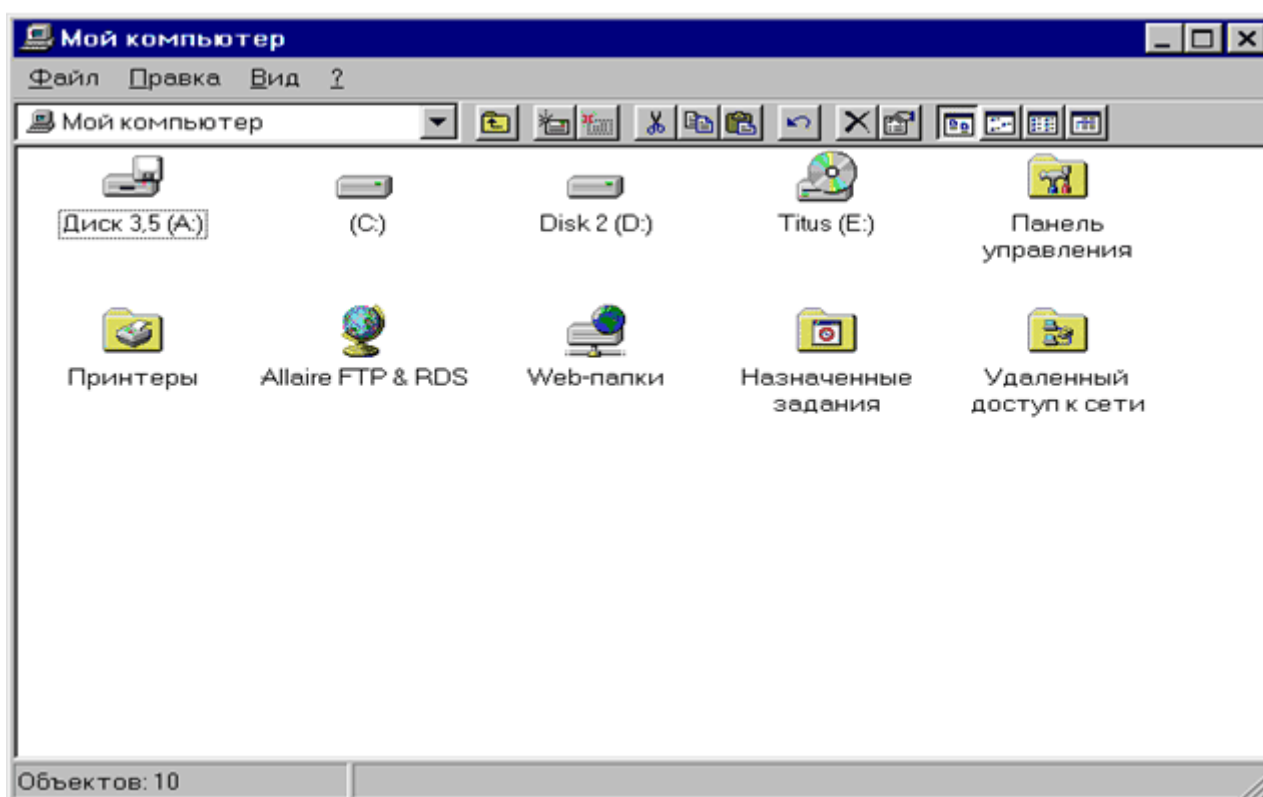 Мой компьютер
Файл Правка Вид ?
Мой компьютер
Диск 3,5 (A:) (C:) Disk 2 (D:) Titus (E:) Панель
управления
Принтеры Allaire FTP & RDS Web-папки Назначенные
задания
Удаленный
доступ к сети
Объектов: 10